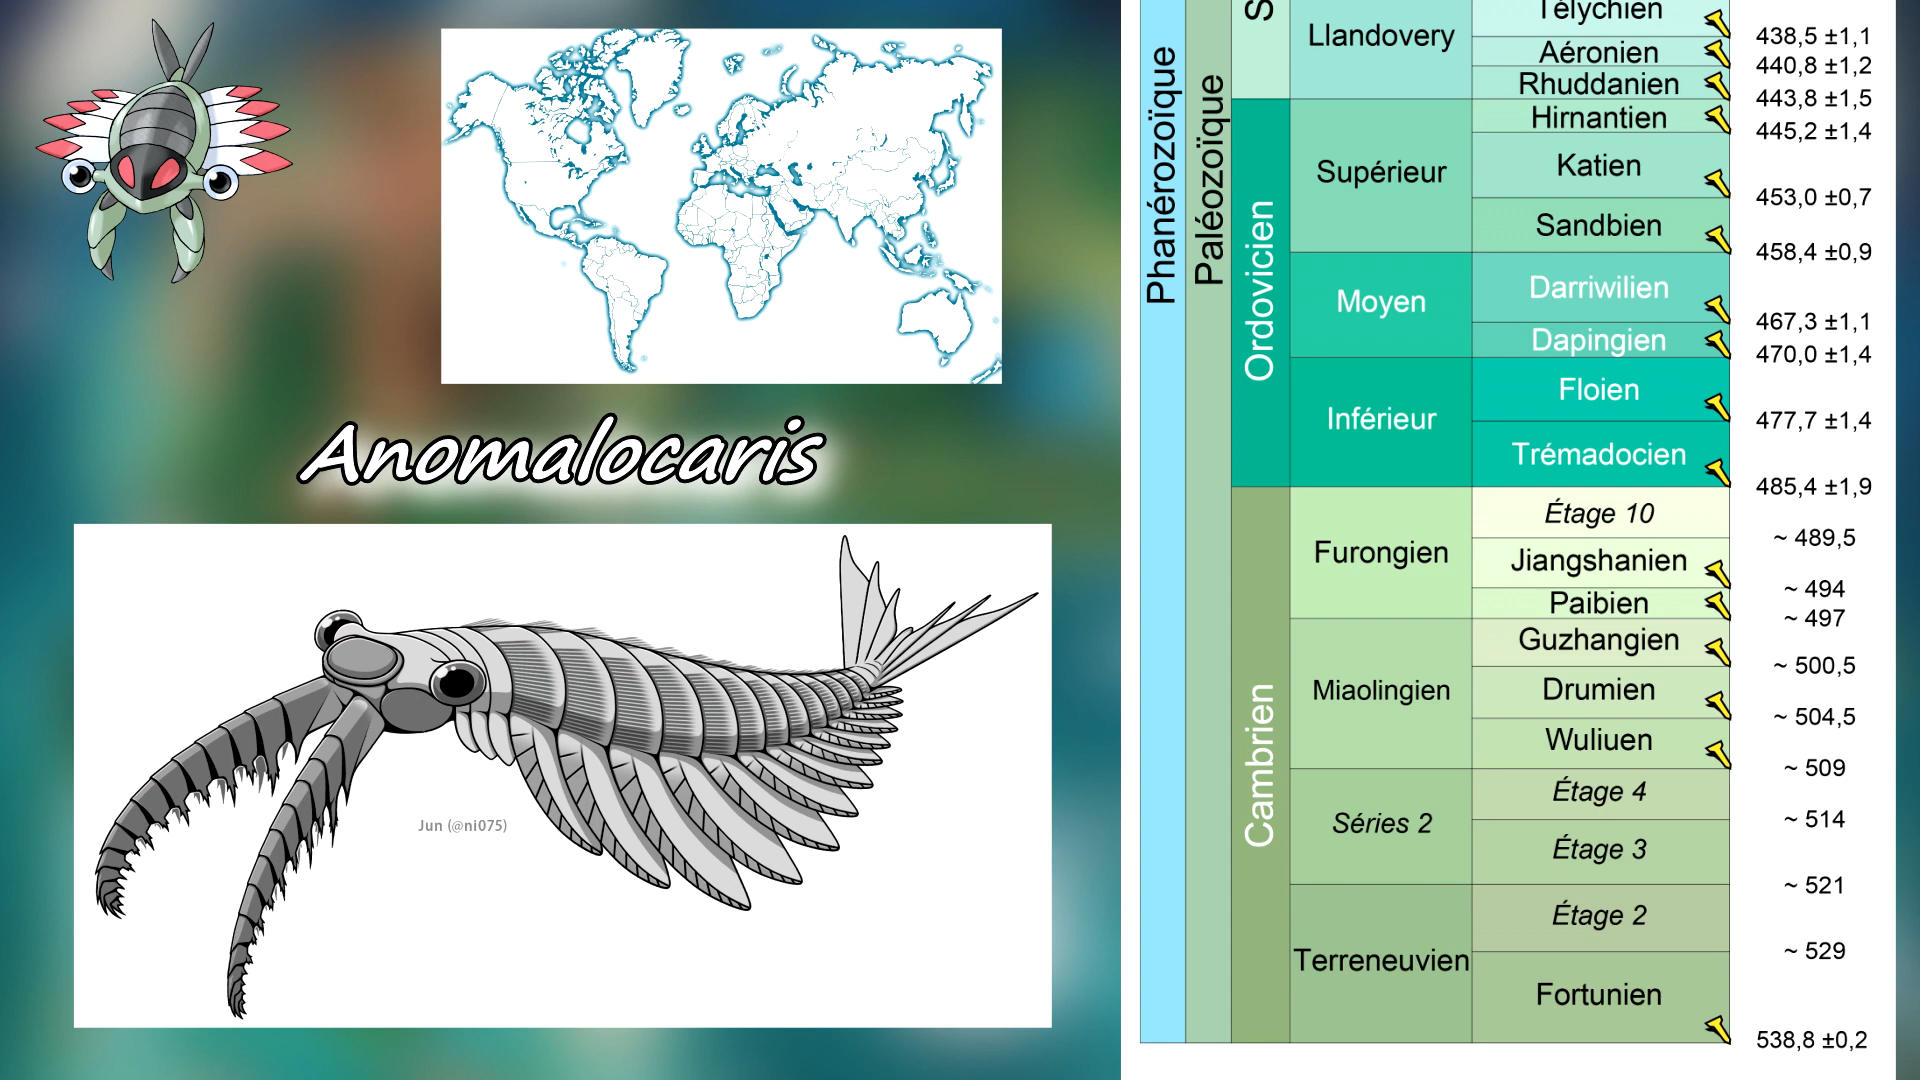 Anomalocaris
Jun (@ni075)
Phanérozoïque
Paléozoïque
S
Llandovery
Télychien
438,5 ±1,1
Aéronien
440,8 ±1,2
Rhuddanien
443,8 ±1,5
Ordovicien
Supérieur
Hirnantien
445,2 ±1,4
Katien
453,0 ±0,7
Sandbien
458,4 ±0,9
Moyen
Darriwilien
467,3 ±1,1
Dapingien
470,0 ±1,4
Inférieur
Floien
477,7 ±1,4
Trémadocien
485,4 ±1,9
Cambrien
Furongien
Étage 10
~ 489,5
Jiangshanien
~ 494
Paibien
~ 497
Miaolingien
Guzhangien
~ 500,5
Drumien
~ 504,5
Wuliuen
~ 509
Séries 2
Étage 4
~ 514
Étage 3
~ 521
Terreneuvien
Étage 2
~ 529
Fortunien
538,8 ±0,2